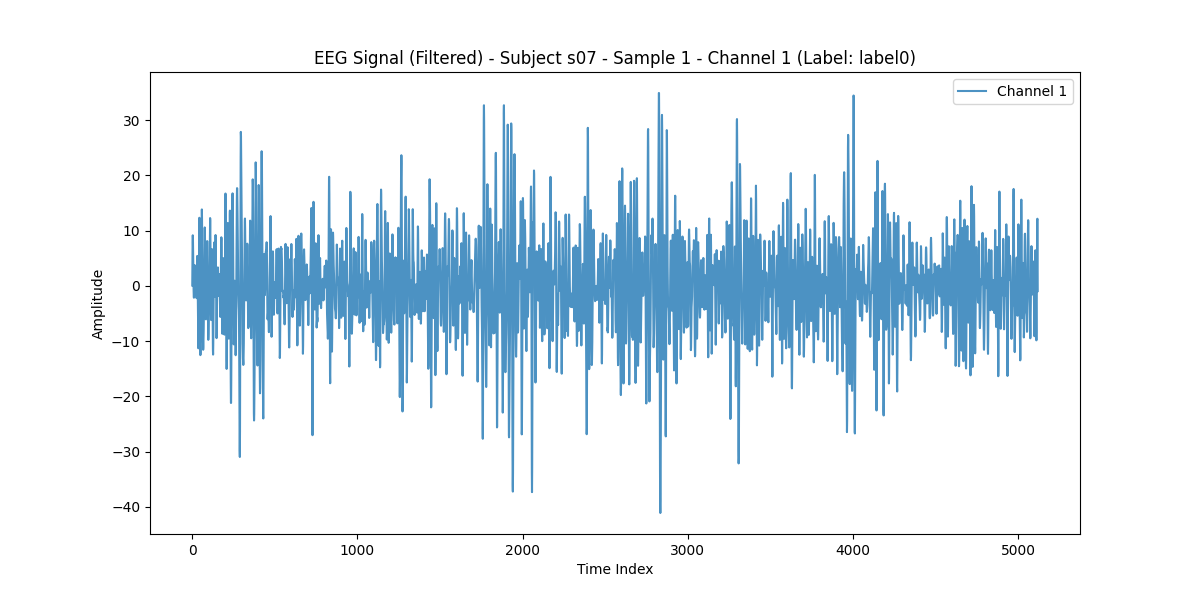 EEG Signal (Filtered) - Subject s07 - Sample 1 - Channel 1 (Label: label0)
Channel 1
30
20
10
0
−10
−20
−30
−40
Amplitude
0 1000 2000 3000 4000 5000
Time Index